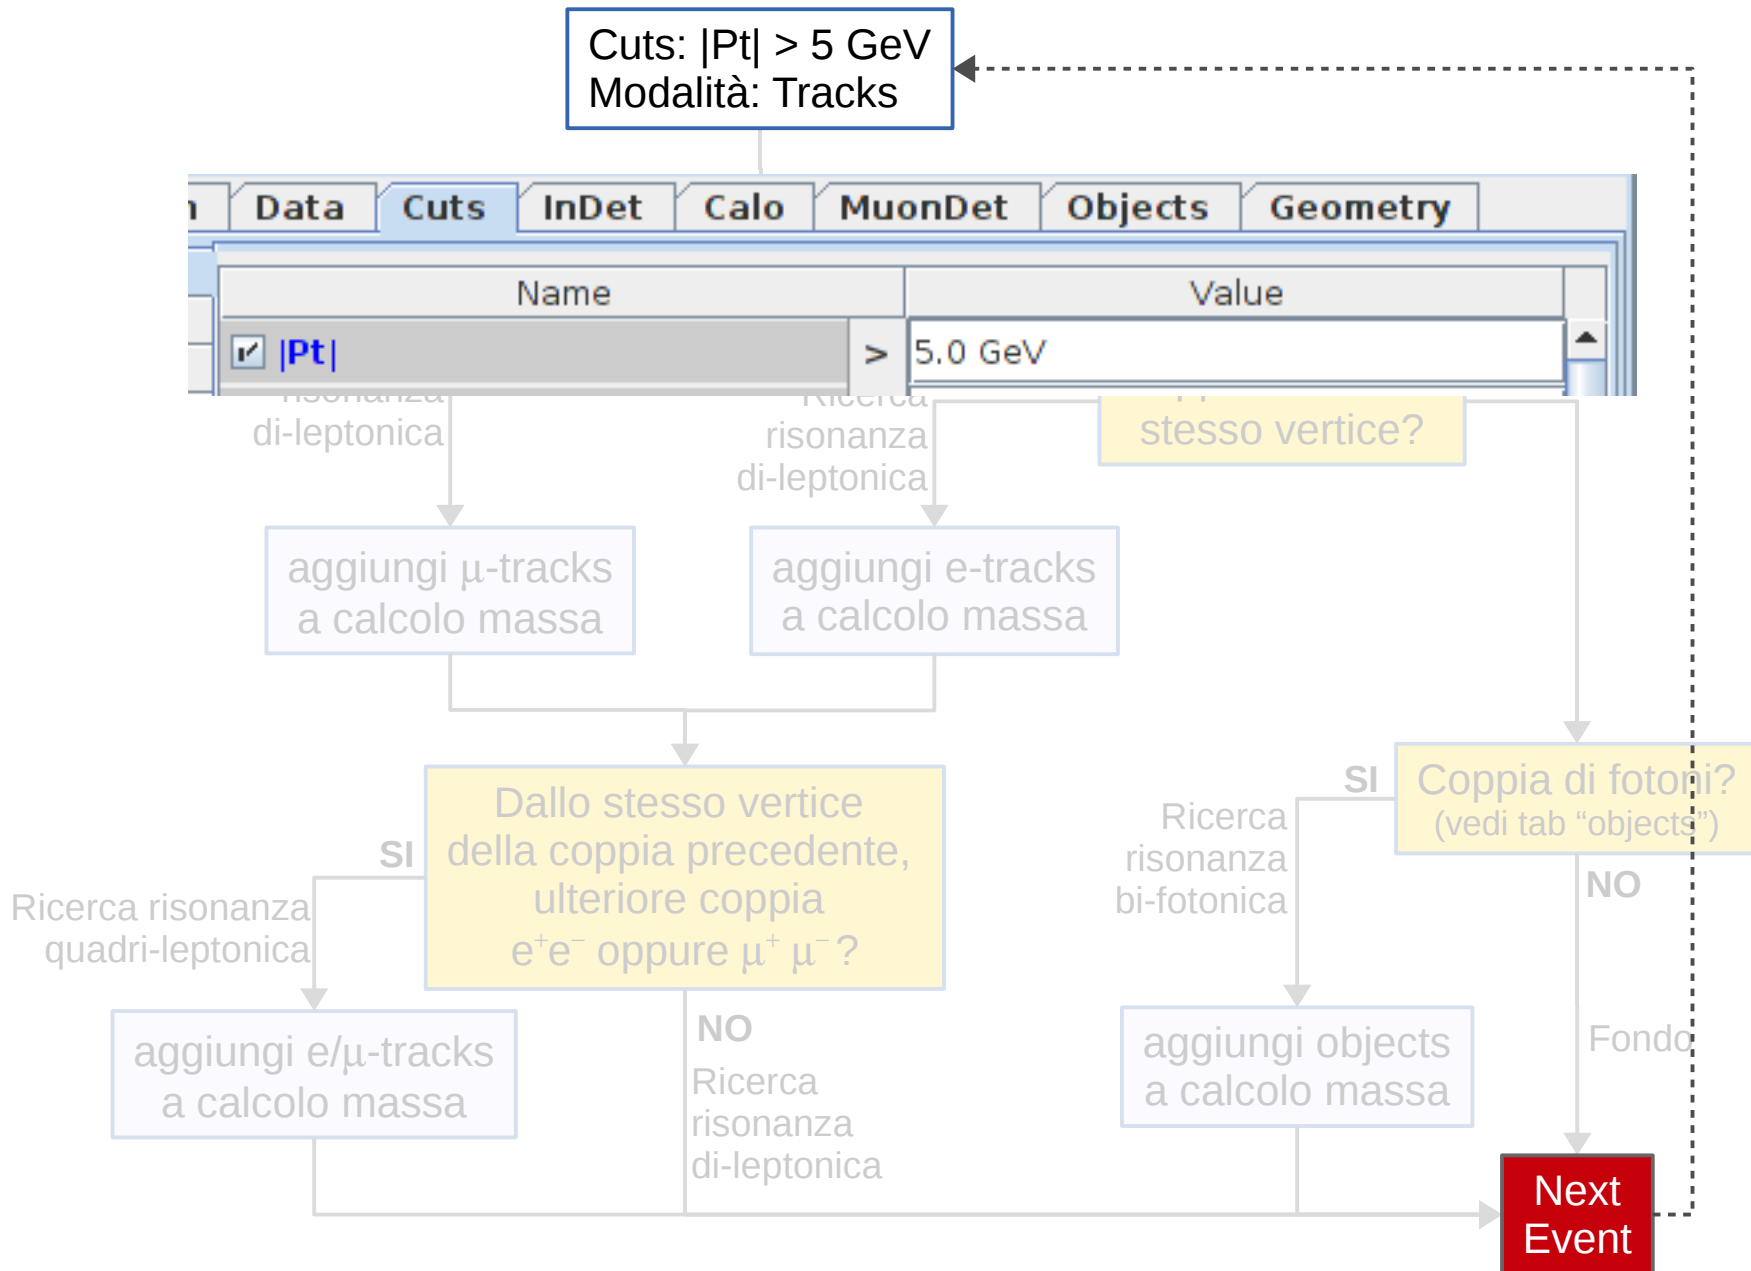 Cuts: |Pt| > 5 GeV
Modalità: Tracks
Data Cuts InDet Calo MuonDet Objects Geometry
Name Value
|Pt| > 5.0 GeV
risonanza
di-leptonica
Ricerca
risonanza
di-leptonica
stesso vertice?
aggiungi μ-tracks
a calcolo massa
aggiungi e-tracks
a calcolo massa
Dallo stesso vertice
della coppia precedente,
ulteriore coppia
e⁺e⁻ oppure μ⁺ μ⁻ ?
SI
Ricerca risonanza
quadri-leptonica
aggiungi e/μ-tracks
a calcolo massa
NO
Ricerca
risonanza
di-leptonica
Coppia di fotoni?
(vedi tab “objects”)
SI
Ricerca
risonanza
bi-fotonica
aggiungi objects
a calcolo massa
NO
Fondo
Next
Event